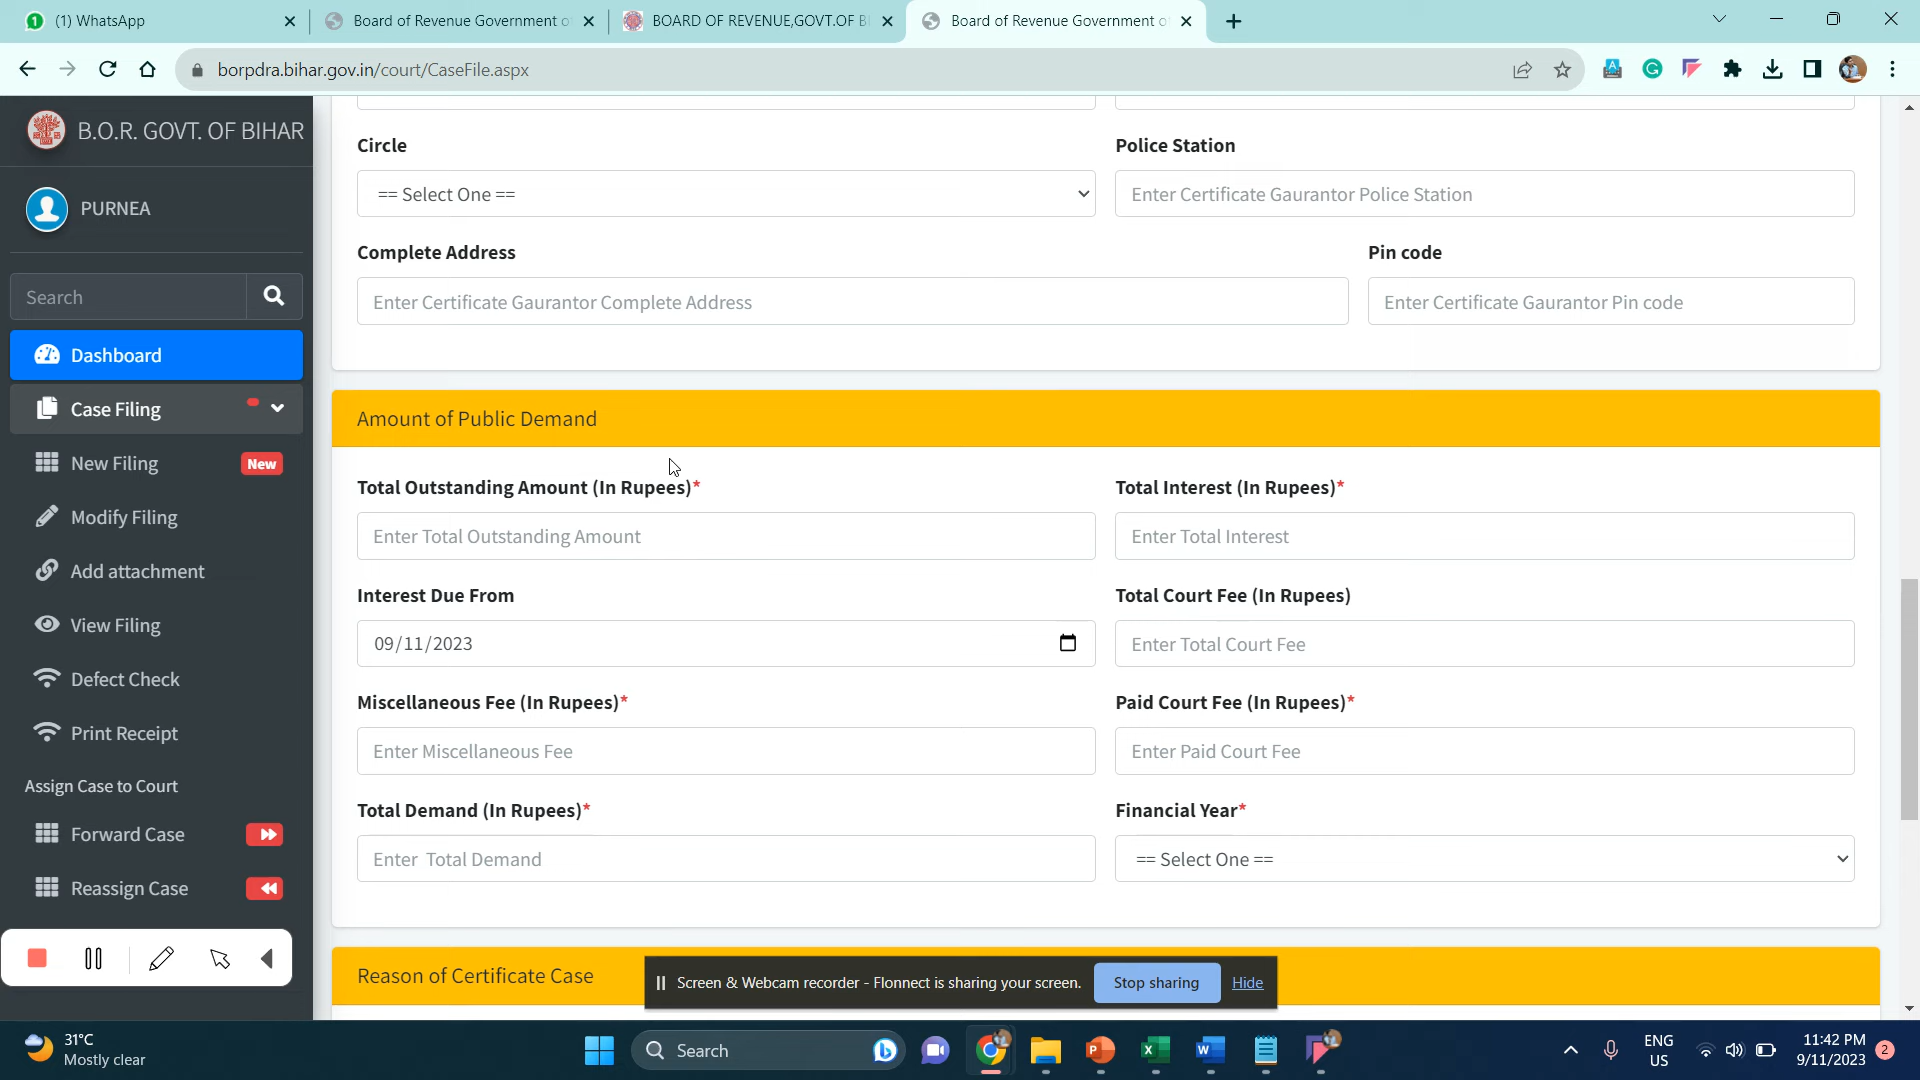 (1) WhatsApp
Board of Revenue Government o
BOARD OF REVENUE,GOVT.OF B
Board of Revenue Government o
borpdra.bihar.gov.in/court/CaseFile.aspx
B.O.R. GOVT. OF BIHAR
PURNEA
Search
Dashboard
Case Filing
New Filing New
Modify Filing
Add attachment
View Filing
Defect Check
Print Receipt
Assign Case to Court
Forward Case
Reassign Case
Circle
Police Station
== Select One ==
Enter Certificate Gaurantor Police Station
Complete Address
Pin code
Enter Certificate Gaurantor Complete Address
Enter Certificate Gaurantor Pin code
Amount of Public Demand
Total Outstanding Amount (In Rupees)*
Total Interest (In Rupees)*
Enter Total Outstanding Amount
Enter Total Interest
Interest Due From
Total Court Fee (In Rupees)
09/11/2023
Enter Total Court Fee
Miscellaneous Fee (In Rupees)*
Paid Court Fee (In Rupees)*
Enter Miscellaneous Fee
Enter Paid Court Fee
Total Demand (In Rupees)*
Financial Year*
Enter Total Demand
== Select One ==
Reason of Certificate Case
Screen & Webcam recorder - Flonnect is sharing your screen.
Stop sharing
Hide
31°C
Mostly clear
Search
ENG
US
11:42 PM
9/11/2023
2